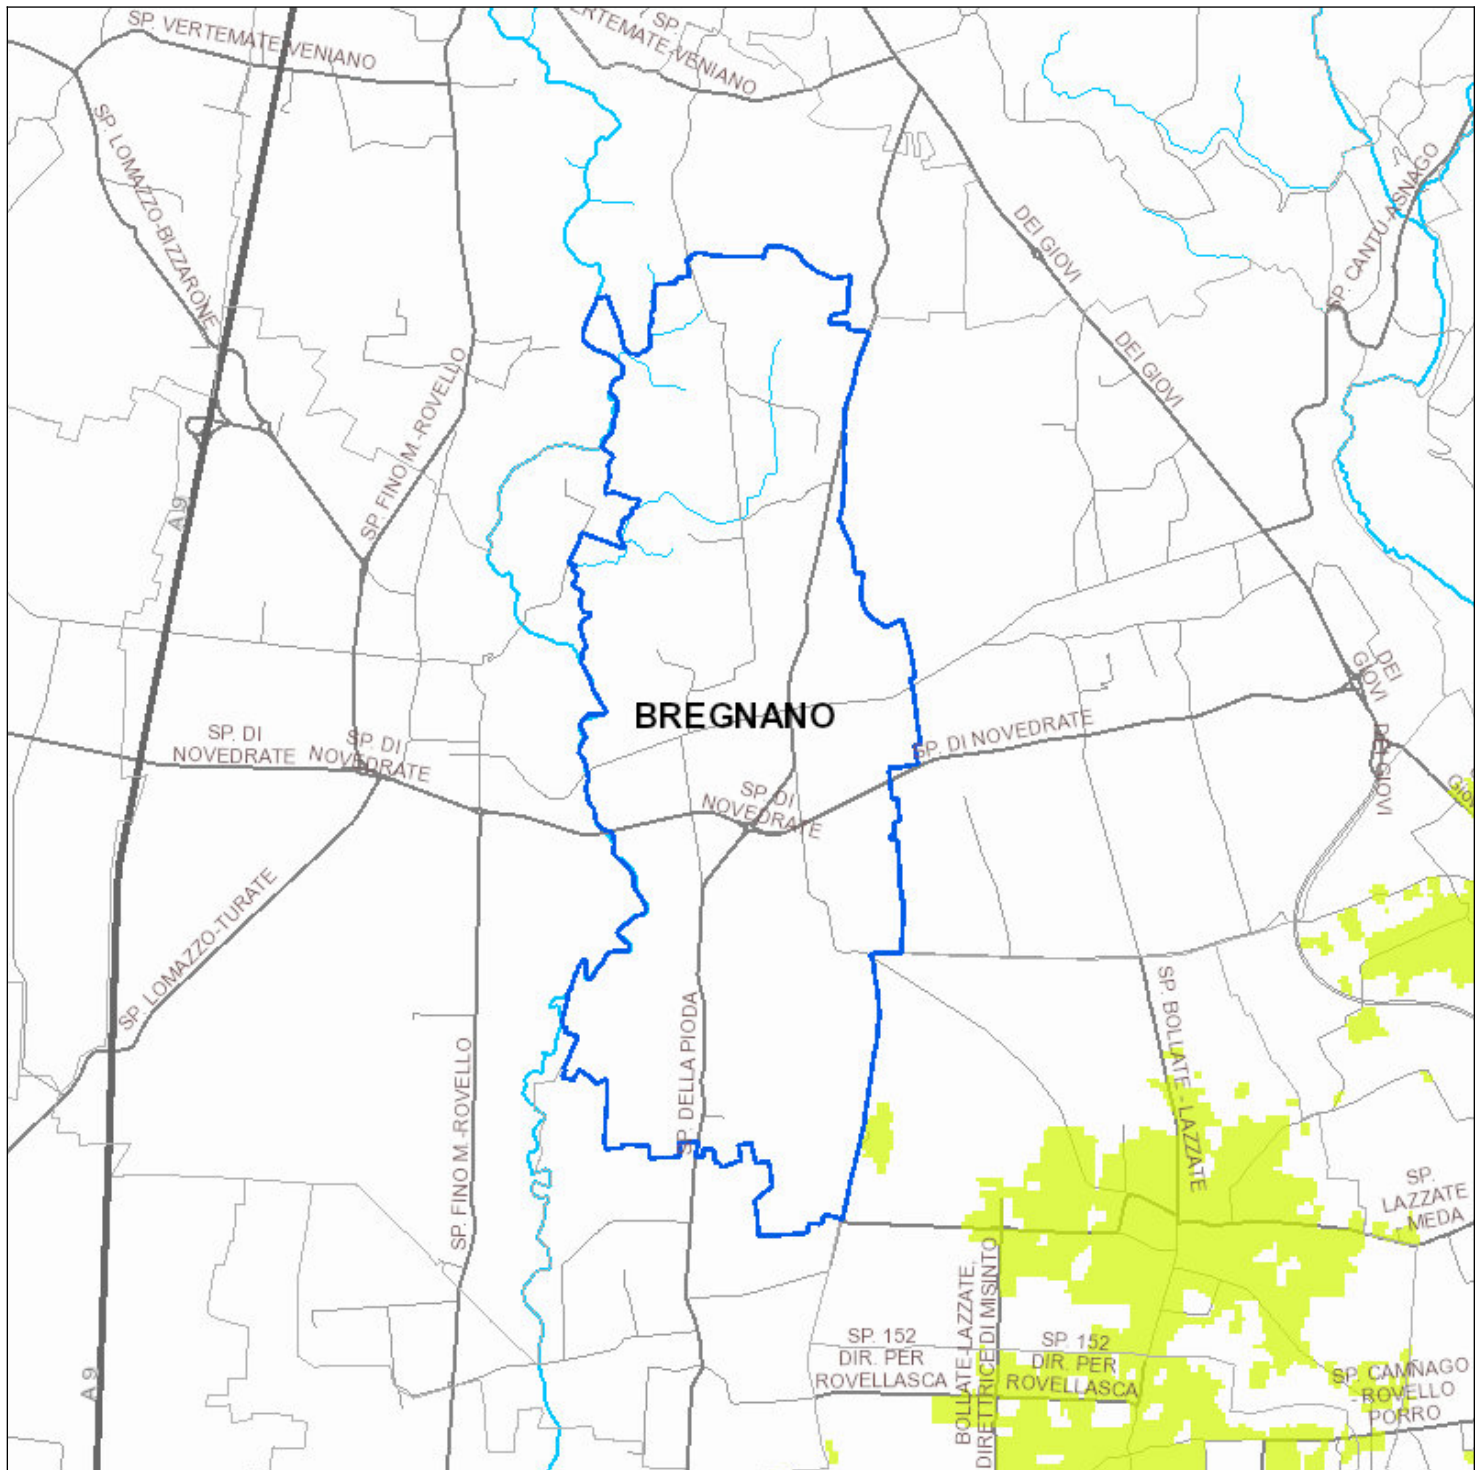 SP. VERTEMATE-VENIANO
SP.
ERTEMATE-VENIANO
SP. LOMAZZO-BIZZARONE
DEI GIOVI
SP. CANTU-ASNAGO
DEI GIOVI
SP. FINO M.-ROVELLO
A 9
DEI
GIOVI
BREGNANO
SP. DI
NOVEDRATE
SP. DI
NOVEDRATE
SP. DI NOVEDRATE
DEI GIOVI
SP. DI
NOVEDRATE
SP. LOMAZZO-TURATE
SP. DELLA PIODA
SP. BOLLATE - LAZZATE
SP. FINO M.-ROVELLO
SP.
LAZZATE
- MEDA
BOLLATE-LAZZATE,
DIRETTRICE DI MISINTO
SP. 152
DIR. PER
ROVELLASCA
SP. 152
DIR. PER
ROVELLASCA
SP. CAMNAGO
- ROVELLO
PORRO
A 9